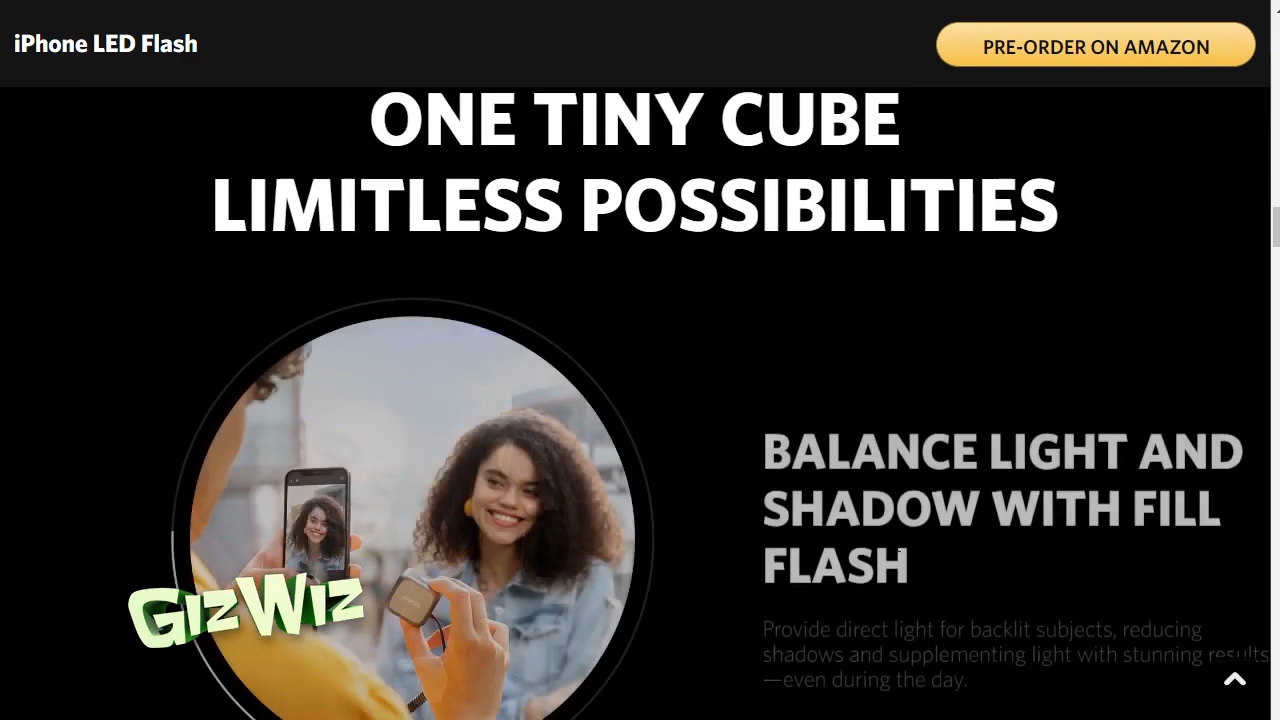 iPhone LED Flash
PRE-ORDER ON AMAZON
ONE TINY CUBE
LIMITLESS POSSIBILITIES
BALANCE LIGHT AND
SHADOW WITH FILL
FLASH
Provide direct light for backlit subjects, reducing
shadows and supplementing light with stunning results
—even during the day.
GIZWIZ